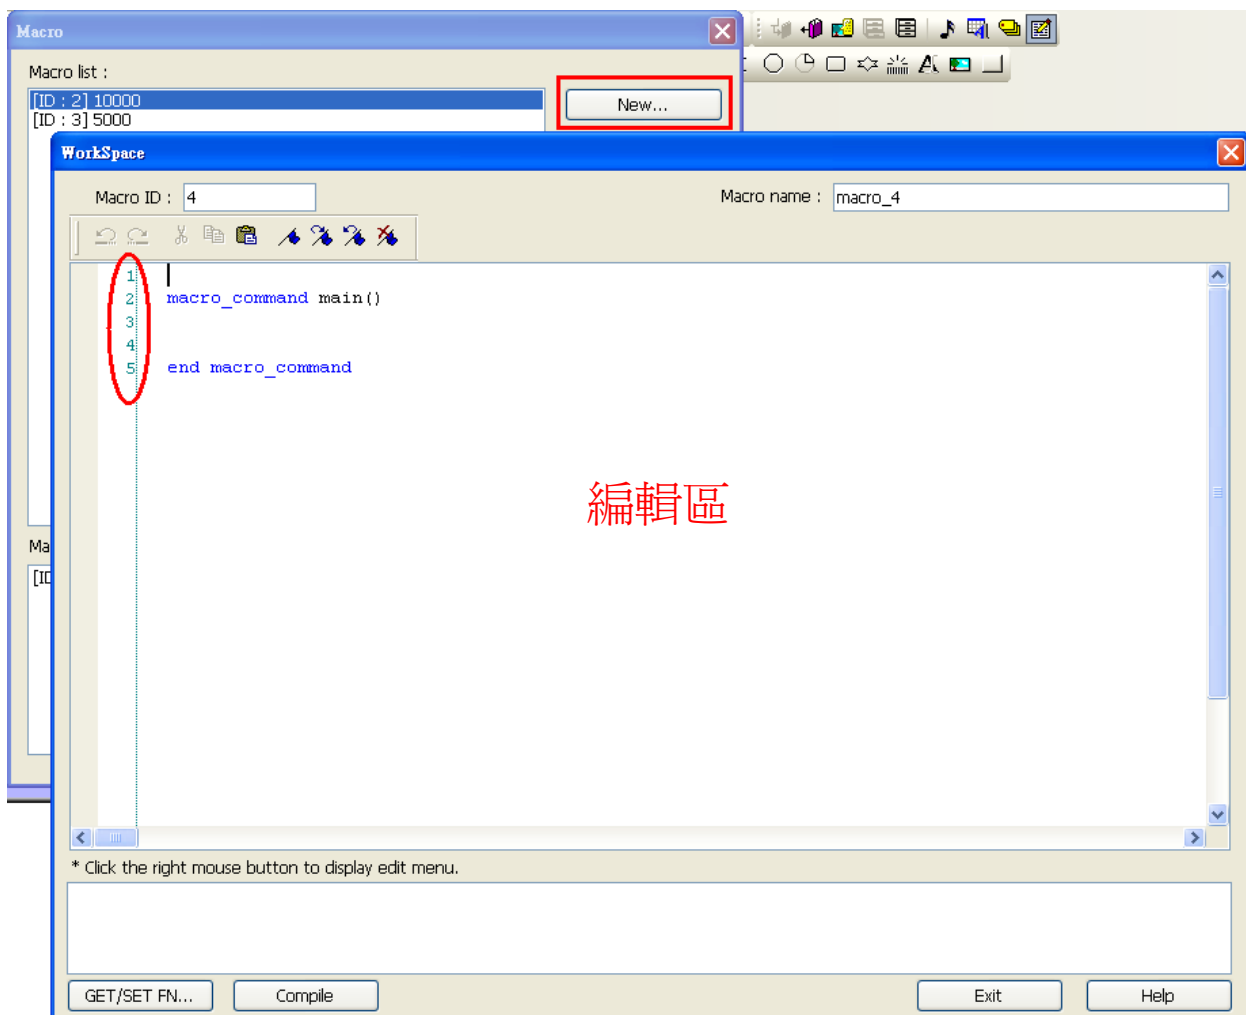 Macro
Macro list :
[ID : 2] 10000
[ID : 3] 5000
New...
WorkSpace
Macro ID : 4
Macro name : macro_4
1
2 macro_command main()
3
4
5 end macro_command
編輯區
Ma
[ID
* Click the right mouse button to display edit menu.
GET/SET FN...
Compile
Exit
Help